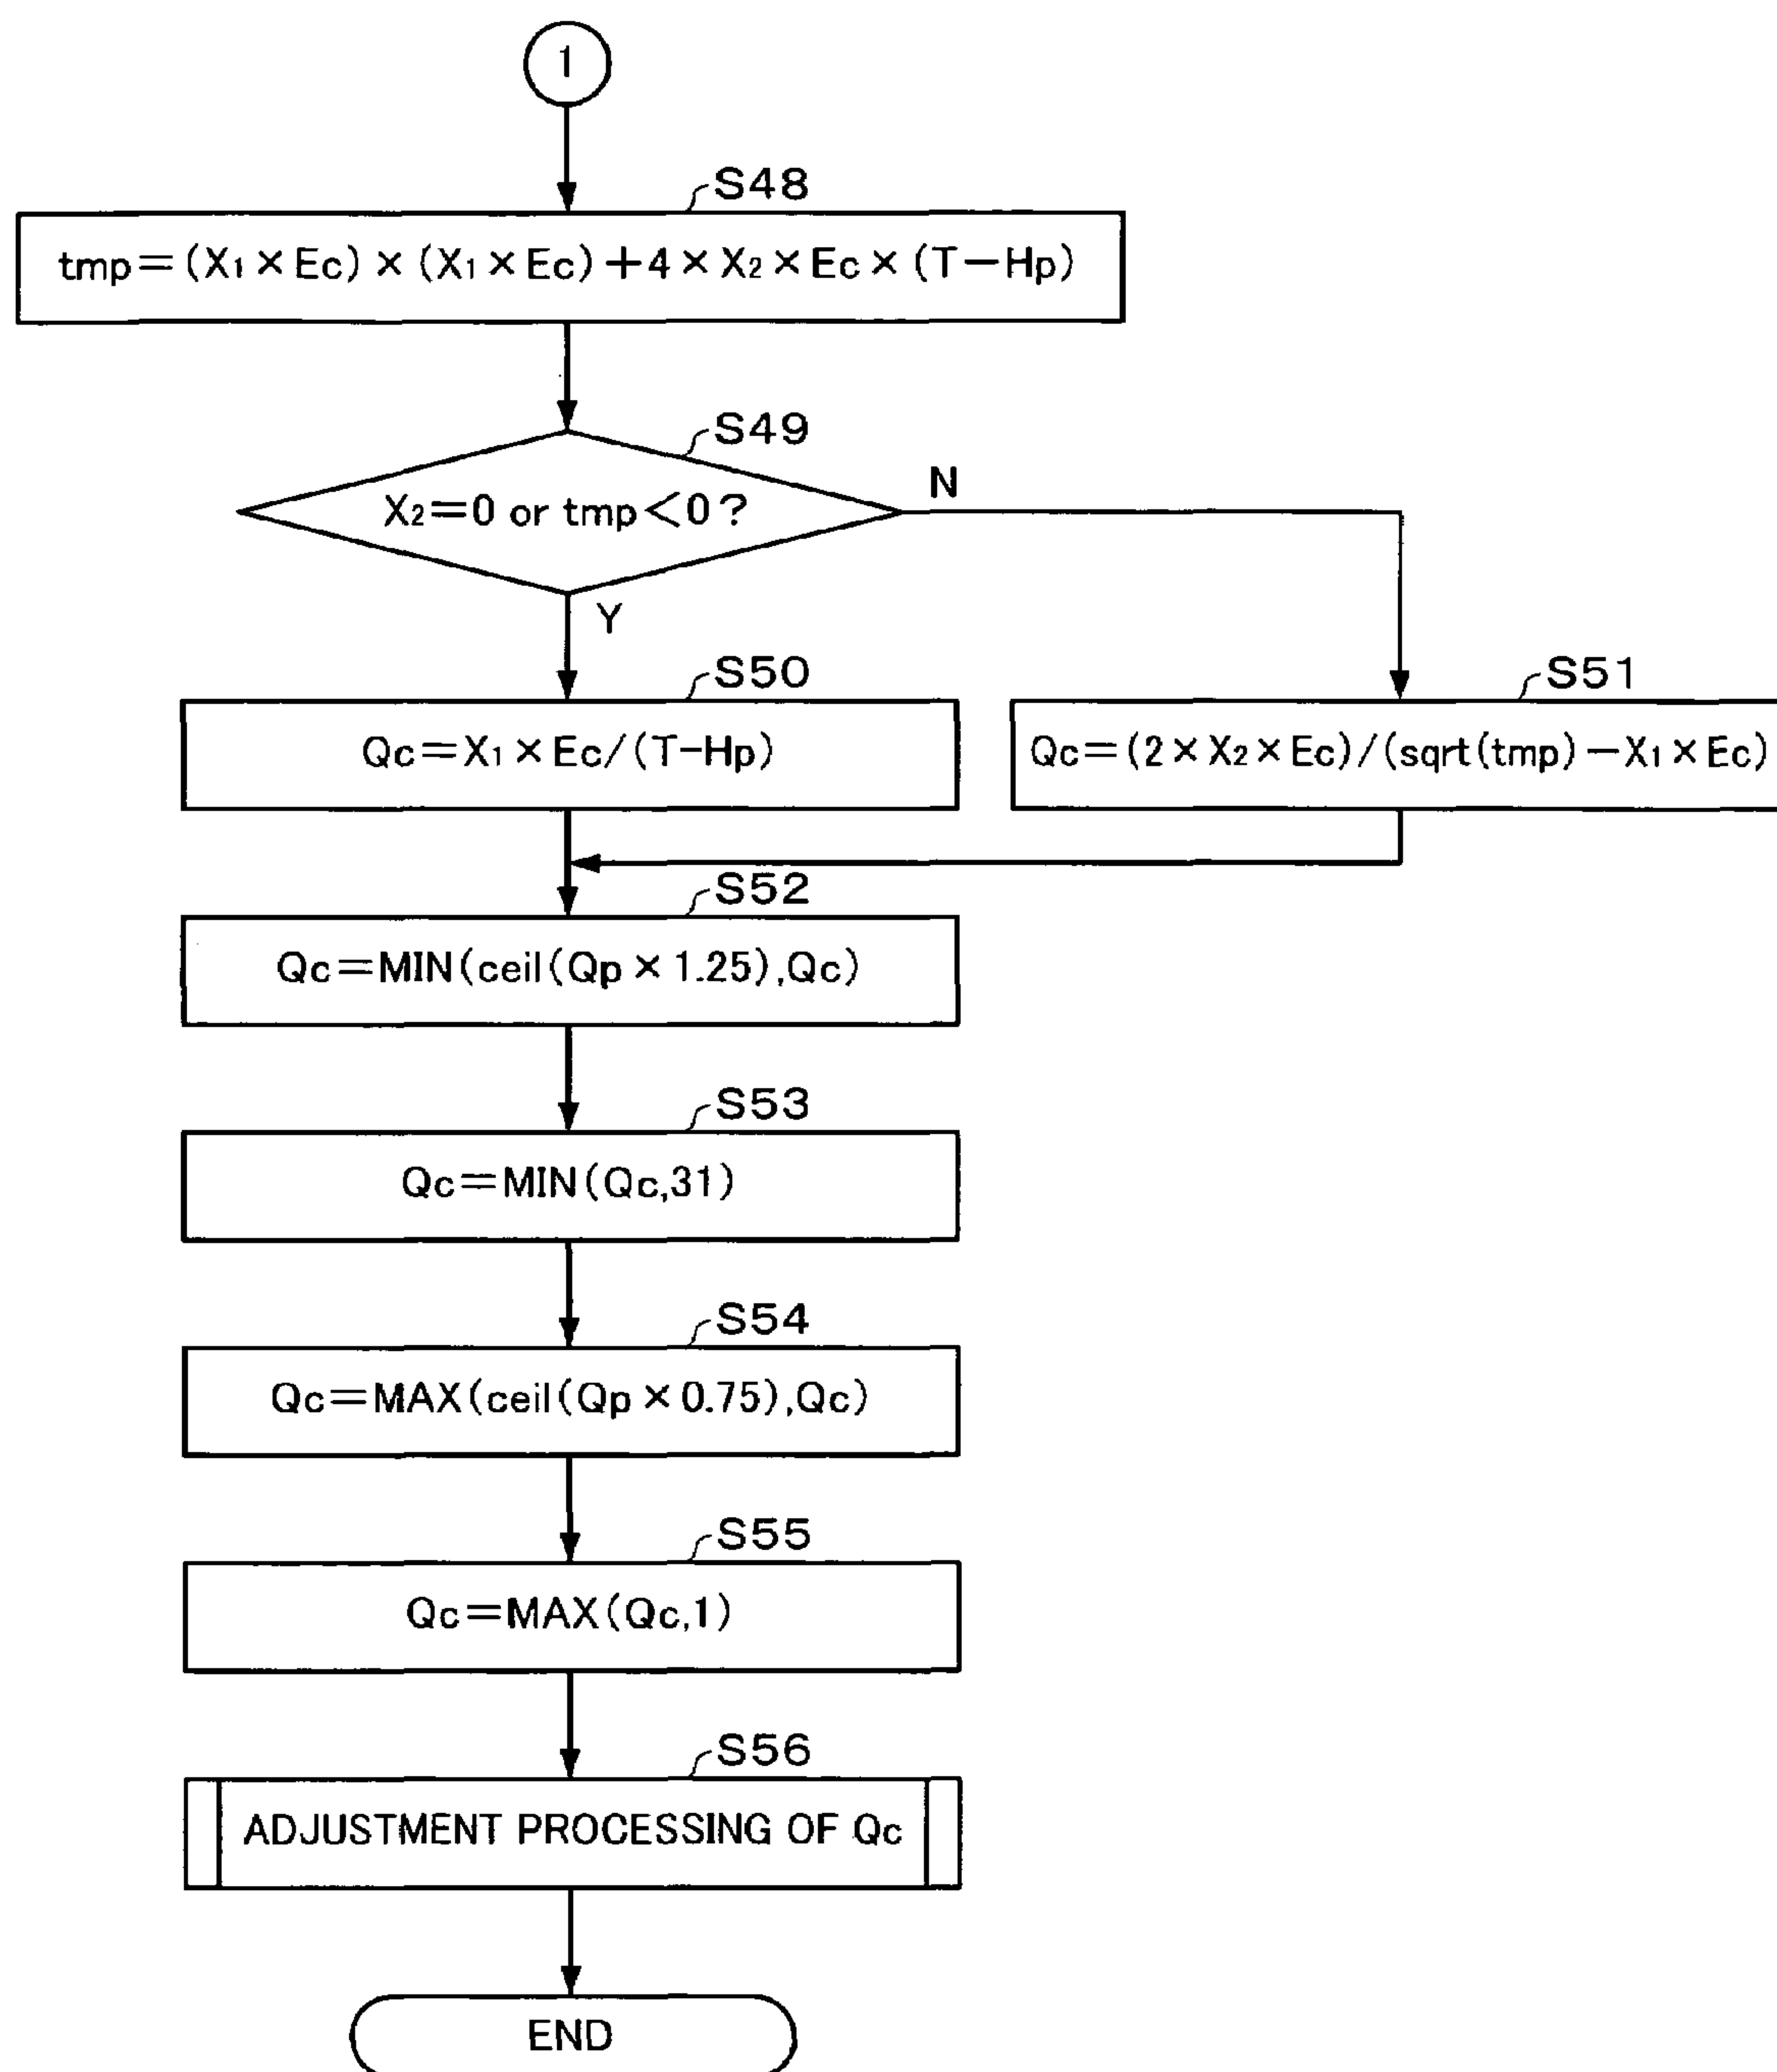 1
S48
tmp=(X₁×Ec)×(X₁×Ec)+4×X₂×Ec×(T-Hp)
S49
X₂=0 or tmp<0?
N
Y
S50
Qc=X₁×Ec/(T-Hp)
S51
Qc=(2×X₂×Ec)/(sqrt(tmp)-X₁×Ec)
S52
Qc=MIN(ceil(Qp×1.25),Qc)
S53
Qc=MIN(Qc,31)
S54
Qc=MAX(ceil(Qp×0.75),Qc)
S55
Qc=MAX(Qc,1)
S56
ADJUSTMENT PROCESSING OF Qc
END